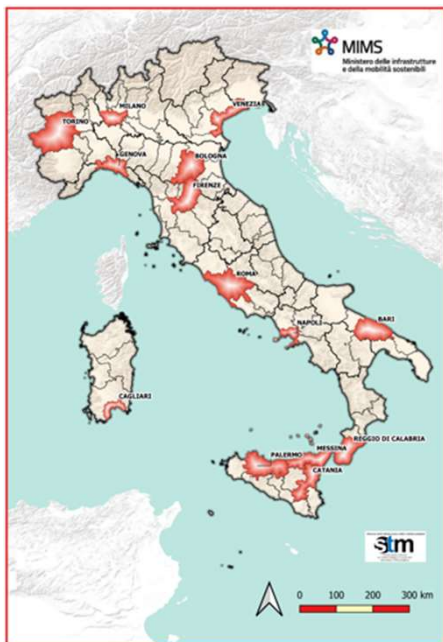 MIMS
Ministero delle infrastrutture
e della mobilità sostenibili
MILANO
VENEZIA
TORINO
GENOVA
BOLOGNA
FIRENZE
ROMA
NAPOLI
BARI
CAGLIARI
REGGIO DI CALABRIA
MESSINA
PALERMO
CATANIA
Stm
0 100 200 300 km